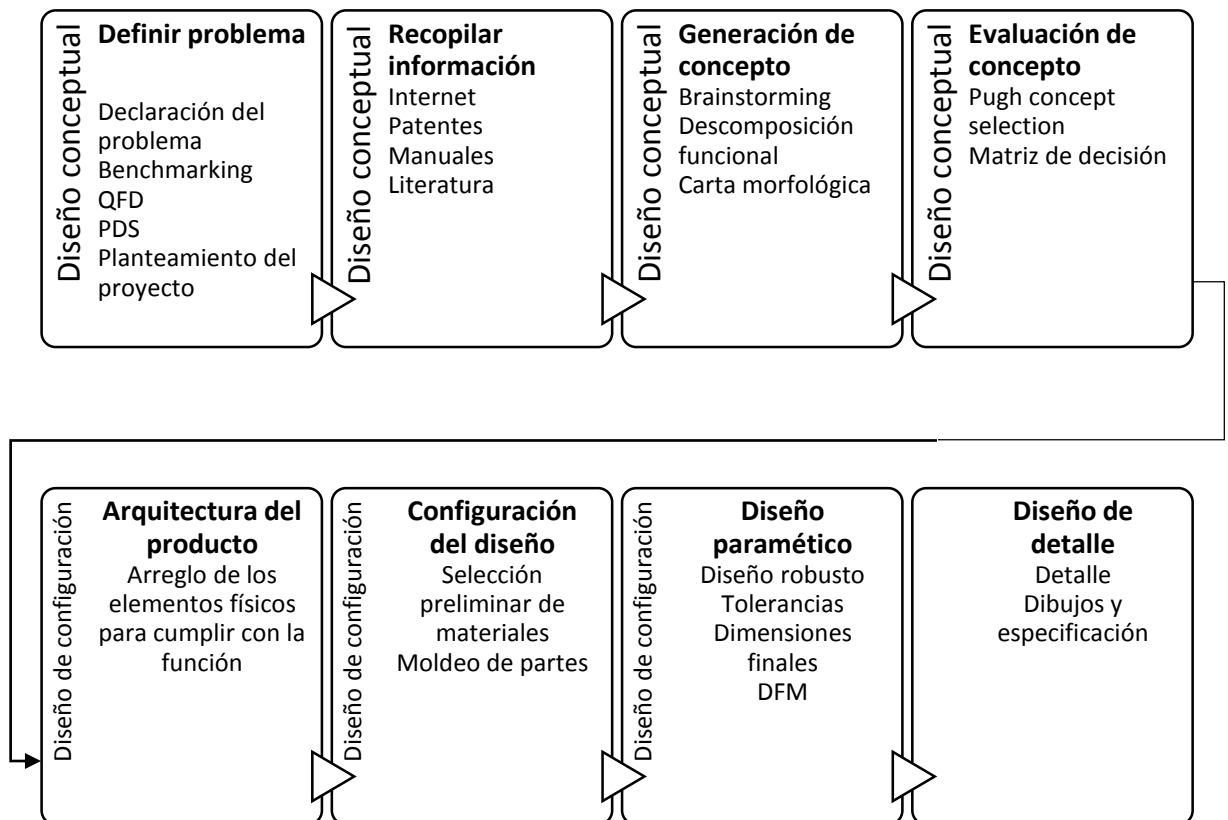 Diseño conceptual
Definir problema
Declaración del
problema
Benchmarking
QFD
PDS
Planteamiento del
proyecto
Diseño conceptual
Recopilar
información
Internet
Patentes
Manuales
Literatura
Diseño conceptual
Generación de
concepto
Brainstorming
Descomposición
funcional
Carta morfológica
Diseño conceptual
Evaluación de
concepto
Pugh concept
selection
Matriz de decisión
Diseño de configuración
Arquitectura del
producto
Arreglo de los
elementos físicos
para cumplir con la
función
Diseño de configuración
Configuración
del diseño
Selección
preliminar de
materiales
Moldeo de partes
Diseño de configuración
Diseño
paramético
Diseño robusto
Tolerancias
Dimensiones
finales
DFM
Diseño de
detalle
Detalle
Dibujos y
especificación